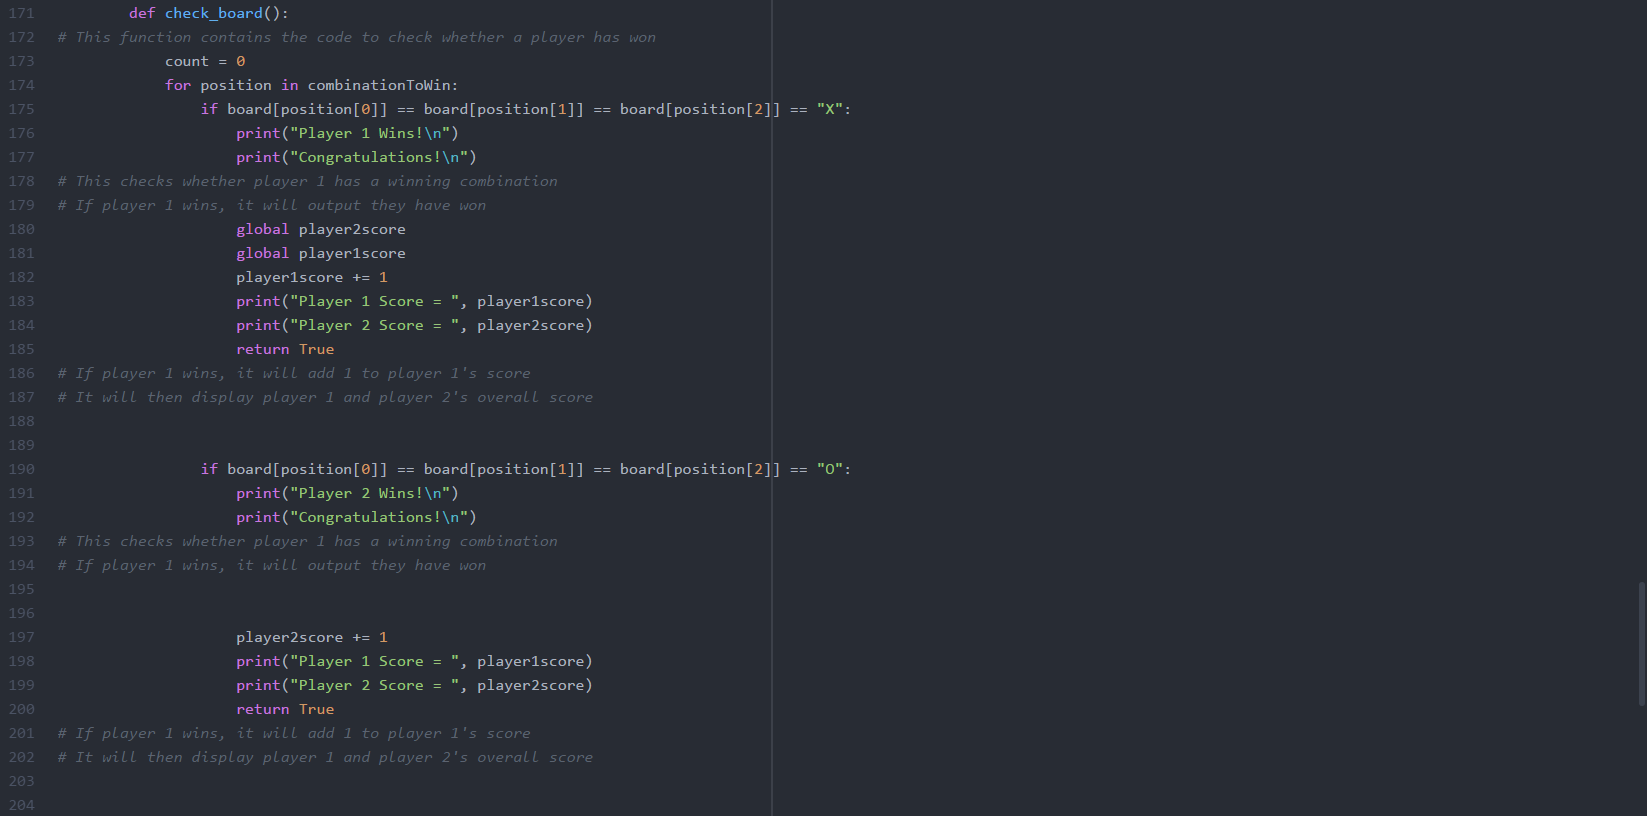 171 def check_board():
172 # This function contains the code to check whether a player has won
173 count = 0
174 for position in combinationToWin:
175 if board[position[0]] == board[position[1]] == board[position[2]] == "X":
176 print("Player 1 Wins!\n")
177 print("Congratulations!\n")
178 # This checks whether player 1 has a winning combination
179 # If player 1 wins, it will output they have won
180 global player2score
181 global player1score
182 player1score += 1
183 print("Player 1 Score = ", player1score)
184 print("Player 2 Score = ", player2score)
185 return True
186 # If player 1 wins, it will add 1 to player 1's score
187 # It will then display player 1 and player 2's overall score
188
189
190 if board[position[0]] == board[position[1]] == board[position[2]] == "O":
191 print("Player 2 Wins!\n")
192 print("Congratulations!\n")
193 # This checks whether player 1 has a winning combination
194 # If player 1 wins, it will output they have won
195
196
197 player2score += 1
198 print("Player 1 Score = ", player1score)
199 print("Player 2 Score = ", player2score)
200 return True
201 # If player 1 wins, it will add 1 to player 1's score
202 # It will then display player 1 and player 2's overall score
203
204